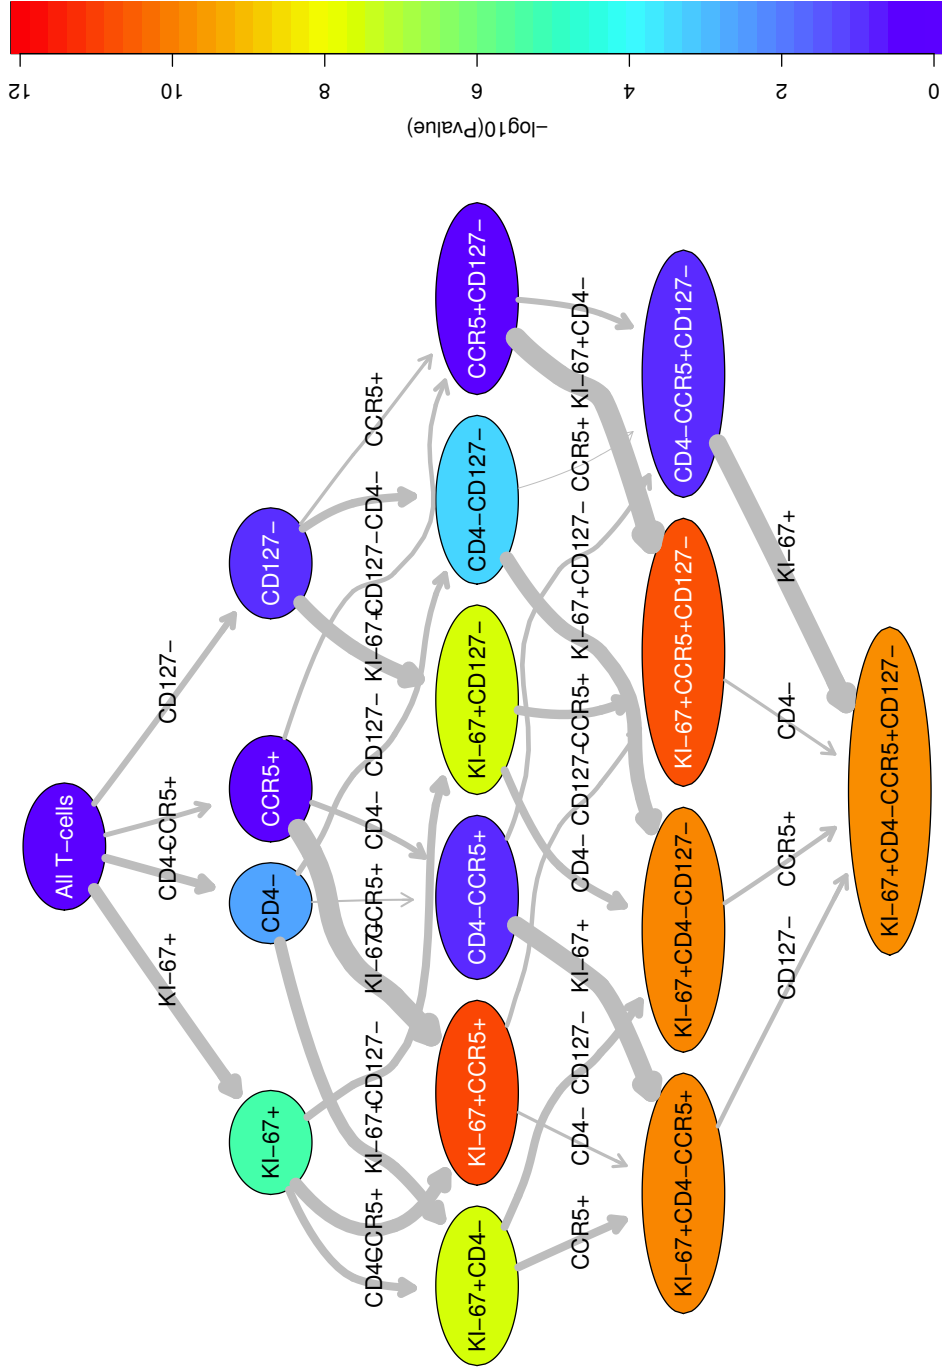 12
10
8
6
4
2
0
−log10(Pvalue)
All T−cells
KI−67+
CD4−
CCR5+
CD127−
KI−67+
CD4−
CCR5+
CD127−
CD4−
CCR5+
CD127−
KI−67+
CCR5+
CD127−
KI−67+
CD4−
CD127−
KI−67+
CD4−
CCR5+
KI−67+CD4−
KI−67+CCR5+
CD4−CCR5+
KI−67+CD127−
CD4−CD127−
CCR5+CD127−
CCR5+
CD127−
CD4−
CD127−
KI−67+
CD127−
CD4−
CCR5+
KI−67+
CCR5+
KI−67+
CD4−
KI−67+CD4−CCR5+
KI−67+CD4−CD127−
KI−67+CCR5+CD127−
CD4−CCR5+CD127−
CD127−
CCR5+
CD4−
KI−67+
KI−67+CD4−CCR5+CD127−